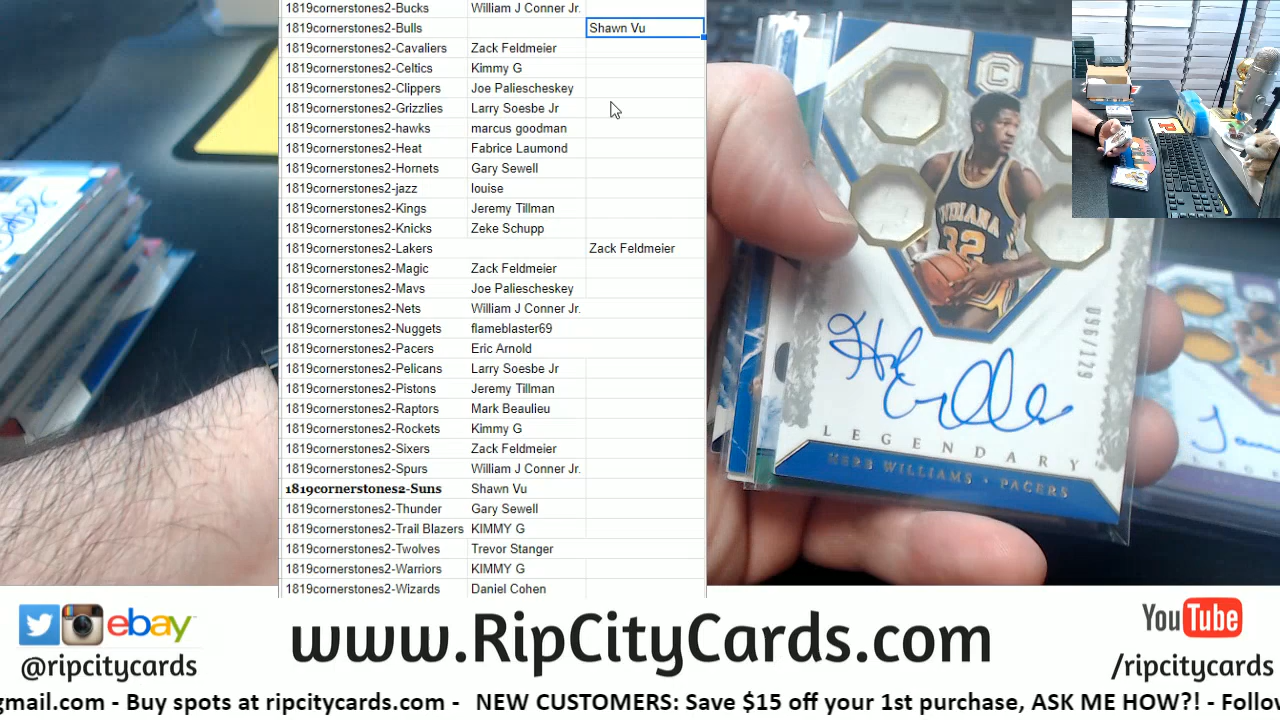 1819cornerstones2-Bucks William J Conner Jr.
1819cornerstones2-Bulls Shawn Vu
1819cornerstones2-Cavaliers Zack Feldmeier
1819cornerstones2-Celtics Kimmy G
1819cornerstones2-Clippers Joe Paliescheskey
1819cornerstones2-Grizzlies Larry Soesbe Jr
1819cornerstones2-hawks marcus goodman
1819cornerstones2-Heat Fabrice Laumond
1819cornerstones2-Hornets Gary Sewell
1819cornerstones2-jazz louise
1819cornerstones2-Kings Jeremy Tillman
1819cornerstones2-Knicks Zeke Schupp
1819cornerstones2-Lakers Zack Feldmeier
1819cornerstones2-Magic Zack Feldmeier
1819cornerstones2-Mavs Joe Paliescheskey
1819cornerstones2-Nets William J Conner Jr.
1819cornerstones2-Nuggets flameblaster69
1819cornerstones2-Pacers Eric Arnold
1819cornerstones2-Pelicans Larry Soesbe Jr
1819cornerstones2-Pistons Jeremy Tillman
1819cornerstones2-Raptors Mark Beaulieu
1819cornerstones2-Rockets Kimmy G
1819cornerstones2-Sixers Zack Feldmeier
1819cornerstones2-Spurs William J Conner Jr.
1819cornerstones2-Suns Shawn Vu
1819cornerstones2-Thunder Gary Sewell
1819cornerstones2-Trail Blazers KIMMY G
1819cornerstones2-Twolves Trevor Stanger
1819cornerstones2-Warriors KIMMY G
1819cornerstones2-Wizards Daniel Cohen
C
INDIANA
32
096/129
LEGENDARY
HERB WILLIAMS • PACERS
ebay
@ripcitycards
www.RipCityCards.com
YouTube
/ripcitycards
gmail.com - Buy spots at ripcitycards.com - NEW CUSTOMERS: Save $15 off your 1st purchase, ASK ME HOW?! - Follow